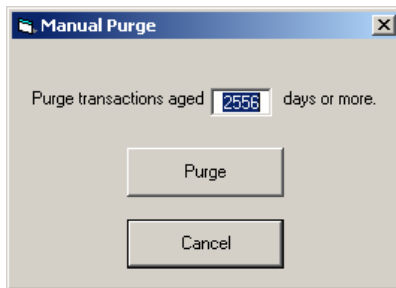 Manual Purge
Purge transactions aged 2556 days or more.
Purge
Cancel